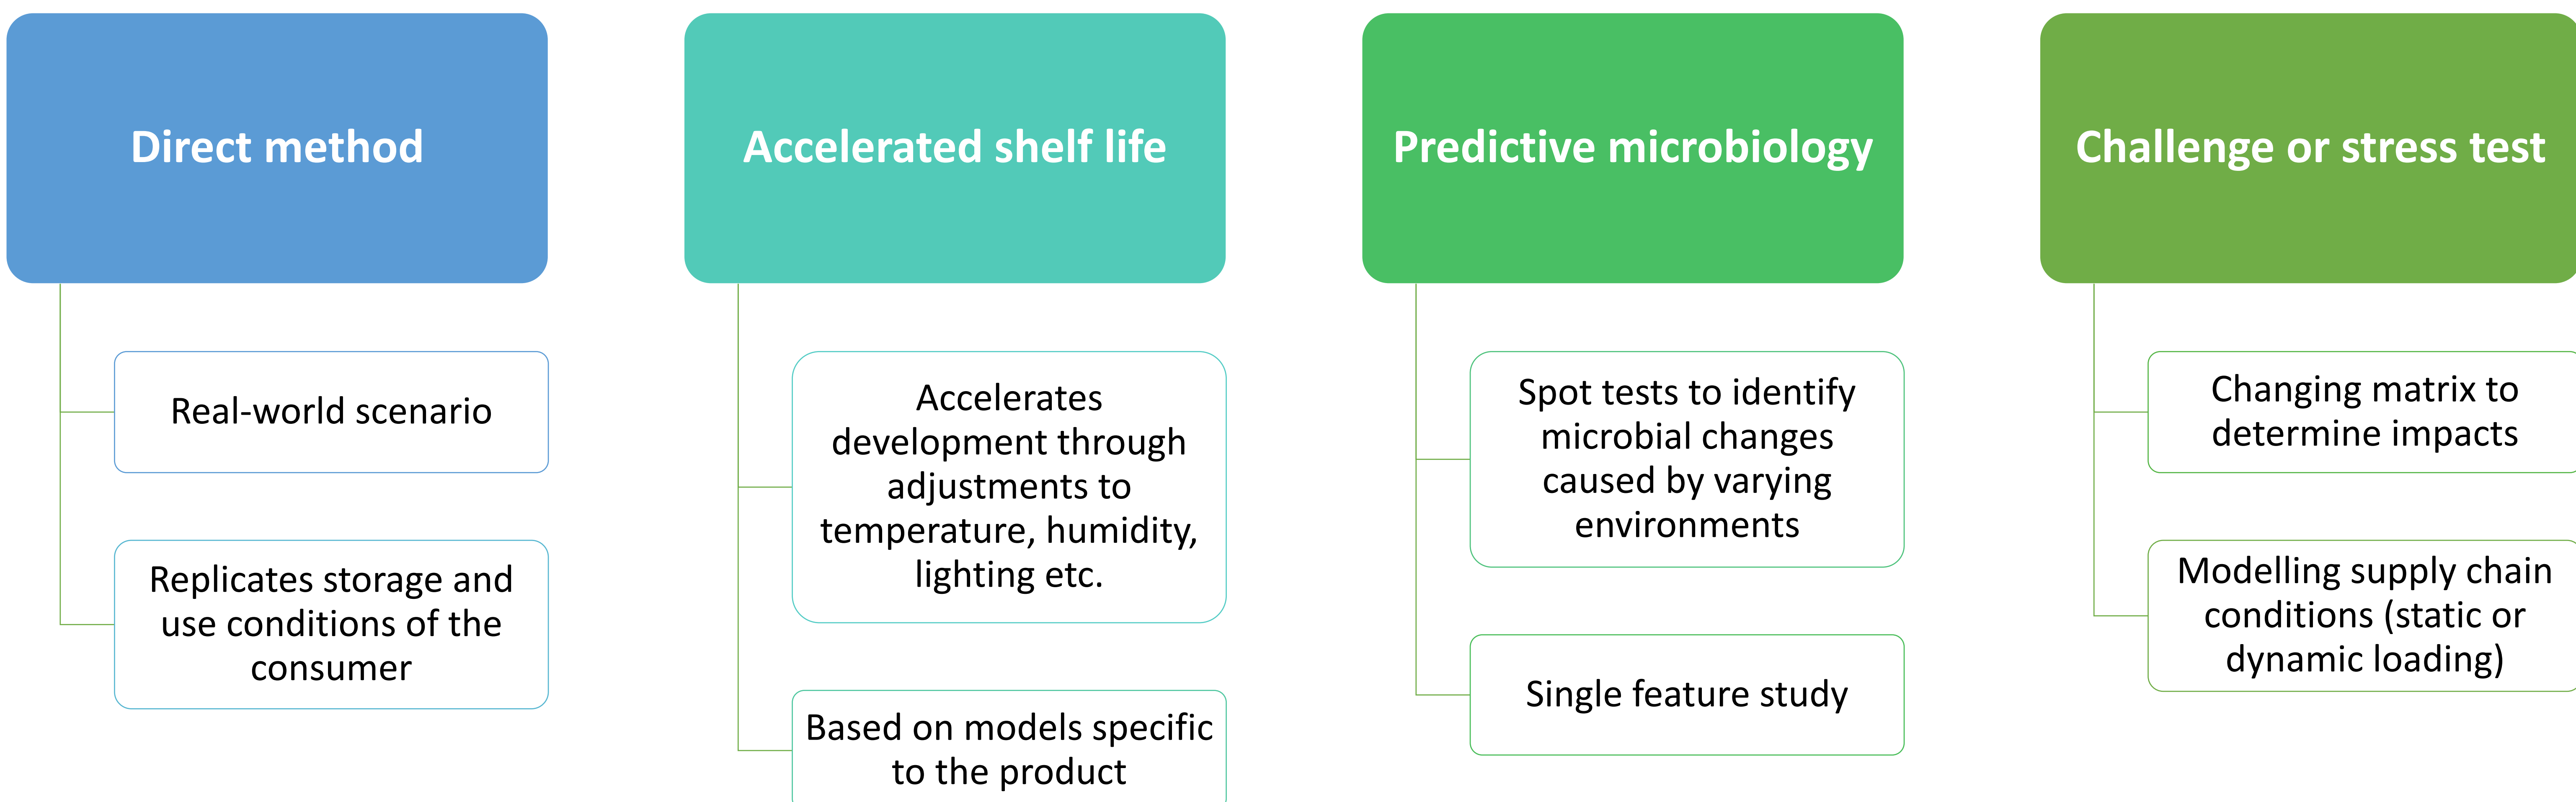 Direct method
Real-world scenario
Replicates storage and
use conditions of the
consumer
Accelerated shelf life
Accelerates
development through
adjustments to
temperature, humidity,
lighting etc.
Based on models specific
to the product
Predictive microbiology
Spot tests to identify
microbial changes
caused by varying
environments
Single feature study
Challenge or stress test
Changing matrix to
determine impacts
Modelling supply chain
conditions (static or
dynamic loading)